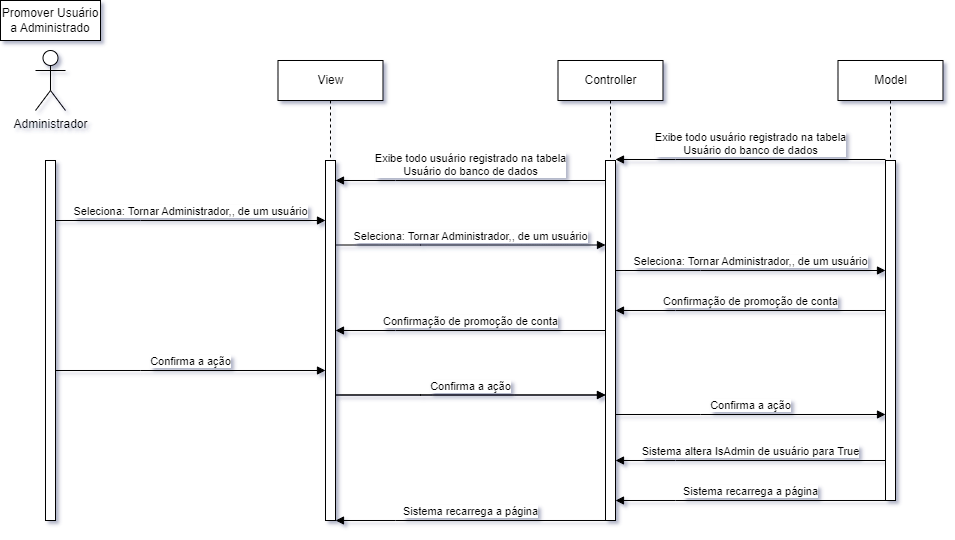 Promover Usuário
a Administrado
Administrador
View
Controller
Model
Exibe todo usuário registrado na tabela
Usuário do banco de dados
Exibe todo usuário registrado na tabela
Usuário do banco de dados
Seleciona: Tornar Administrador,, de um usuário
Seleciona: Tornar Administrador,, de um usuário
Seleciona: Tornar Administrador,, de um usuário
Confirmação de promoção de conta
Confirmação de promoção de conta
Confirma a ação
Confirma a ação
Confirma a ação
Sistema altera IsAdmin de usuário para True
Sistema recarrega a página
Sistema recarrega a página